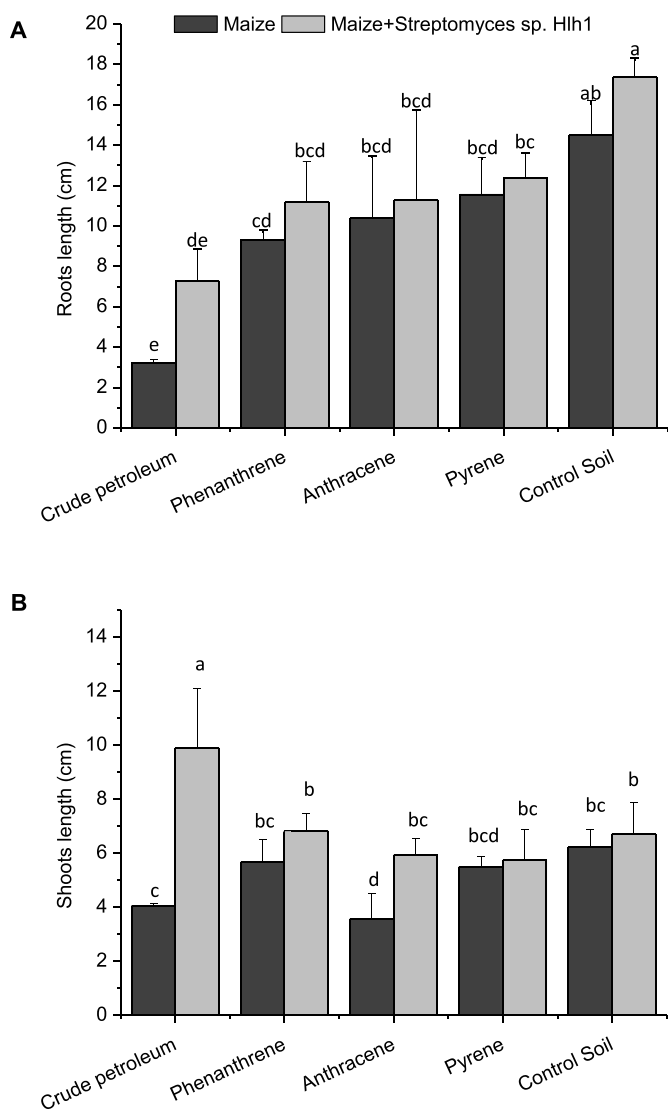 A
Maize Maize+Streptomyces sp. Hlh1
Roots length (cm)
20
18
16
14
12
10
8
6
4
2
0
e de cd bcd bcd bcd bcd bc ab a
Crude petroleum Phenanthrene Anthracene Pyrene Control Soil
B
Shoots length (cm)
14
12
10
8
6
4
2
0
c a bc b d bc bcd bc bc b
Crude petroleum Phenanthrene Anthracene Pyrene Control Soil